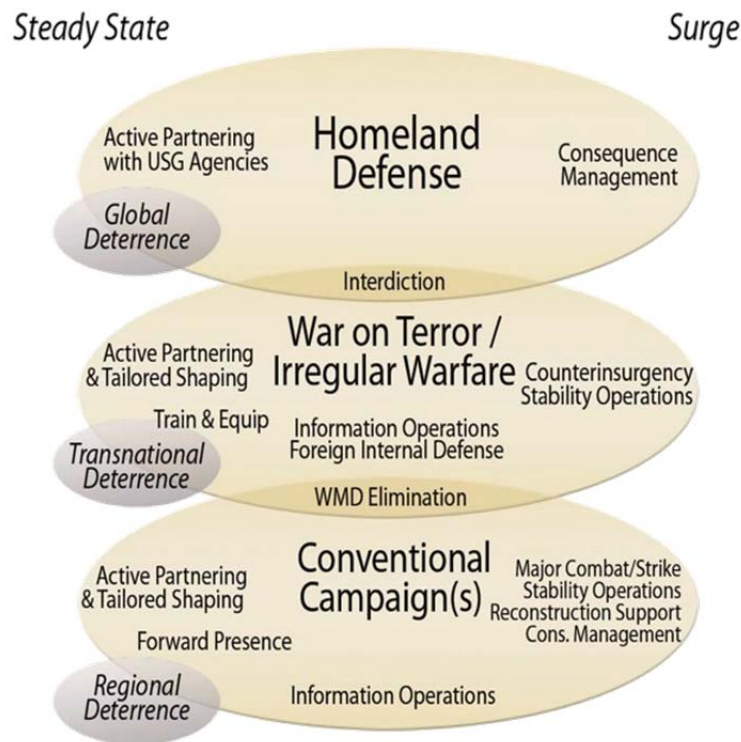 Steady State
Surge
Homeland
Defense
Active Partnering
with USG Agencies
Consequence
Management
Global
Deterrence
Interdiction
War on Terror /
Irregular Warfare
Active Partnering
& Tailored Shaping
Counterinsurgency
Stability Operations
Train & Equip
Information Operations
Foreign Internal Defense
Transnational
Deterrence
WMD Elimination
Conventional
Campaign(s)
Active Partnering
& Tailored Shaping
Major Combat/Strike
Stability Operations
Reconstruction Support
Cons. Management
Forward Presence
Regional
Deterrence
Information Operations